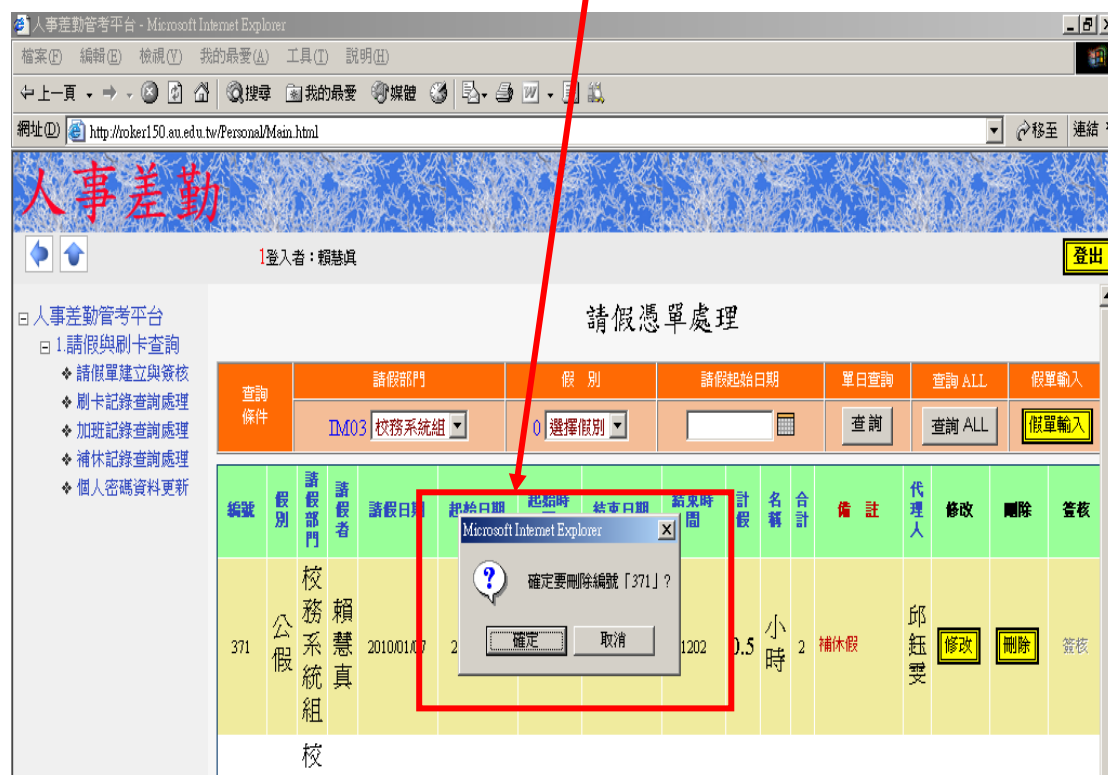 人事差勤管考平台 - Microsoft Internet Explorer
檔案(F) 編輯(E) 檢視(V) 我的最愛(A) 工具(T) 說明(H)
上一頁 搜尋 我的最愛 媒體
網址(D) http://roker150.au.edu.tw/Personal/Main.html 移至 連結
人事差勤
1登入者：賴慧真 登出
人事差勤管考平台
1.請假與刷卡查詢
請假單建立與簽核
刷卡記錄查詢處理
加班記錄查詢處理
補休記錄查詢處理
個人密碼資料更新
請假憑單處理
查詢條件 請假部門 假 別 請假起始日期 單日查詢 查詢 ALL 假單輸入
IM03 校務系統組 0 選擇假別 查 詢 查詢 ALL 假單輸入
編號 假別 請假部門 請假者 請假日期 起始日期 起始時 結束日期 結束時間 計假 名稱 合計 備 註 代理人 修改 刪除 簽核
Microsoft Internet Explorer
確定要刪除編號「371」?
確定 取消
371 公假 校務系統組 賴慧真 2010/01/07 2 1202 0.5 小時 2 補休假 邱鈺雯 修改 刪除 簽核
校